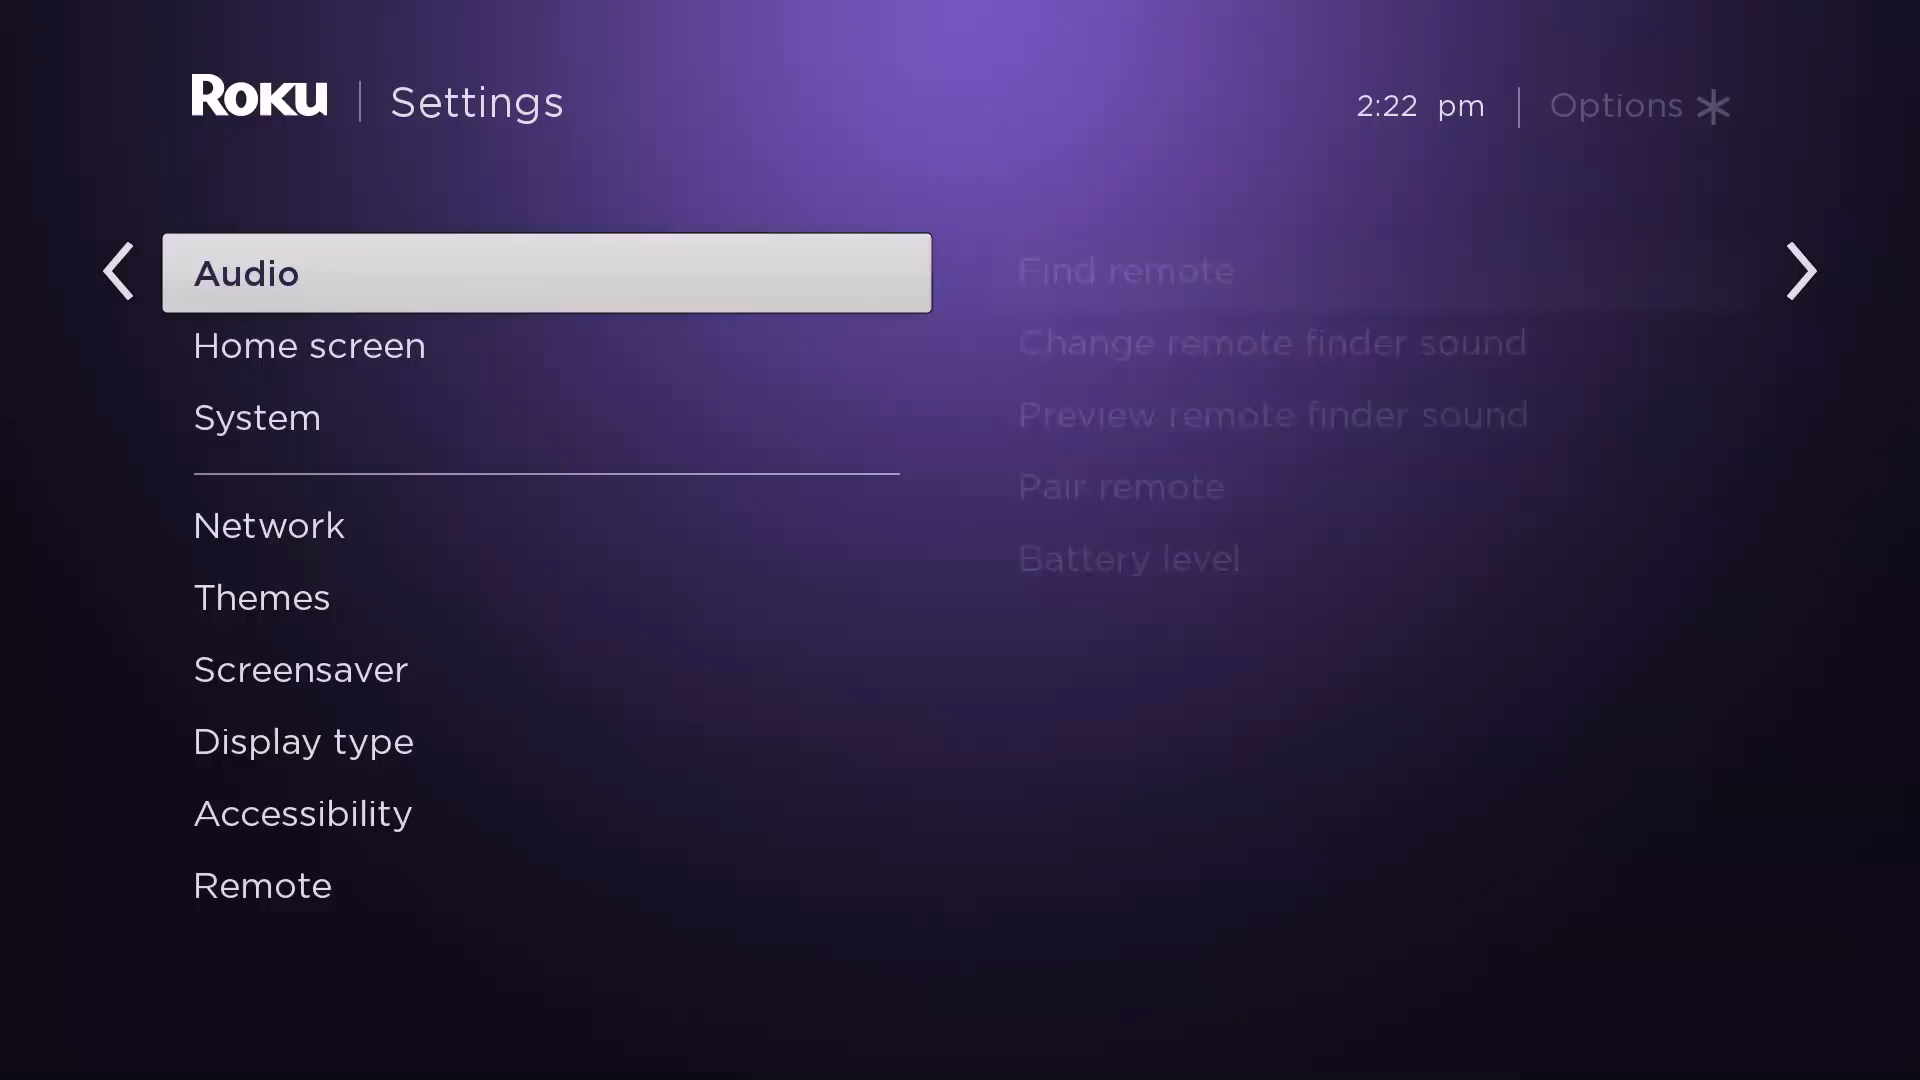 Roku | Settings
2:22 pm | Options
Audio
Home screen
System
Network
Themes
Screensaver
Display type
Accessibility
Remote
Find remote
Change remote finder sound
Preview remote finder sound
Pair remote
Battery level